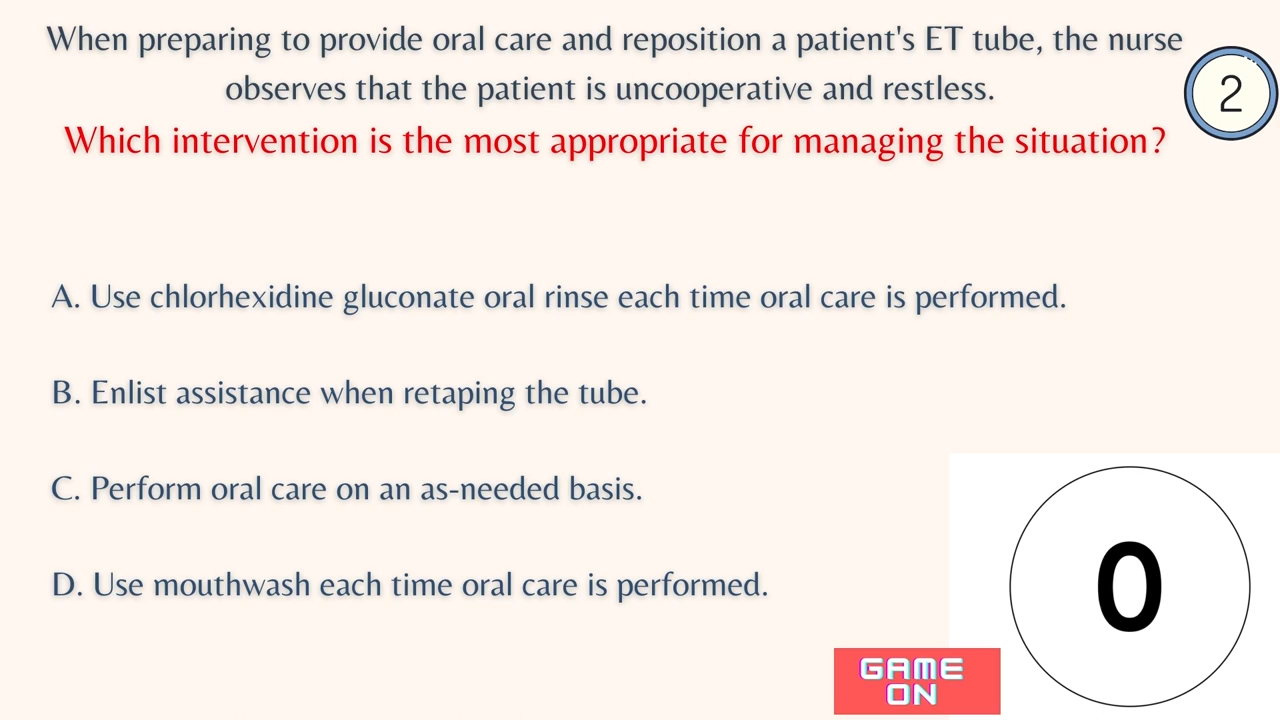 When preparing to provide oral care and reposition a patient's ET tube, the nurse
observes that the patient is uncooperative and restless.
Which intervention is the most appropriate for managing the situation?
2
A. Use chlorhexidine gluconate oral rinse each time oral care is performed.
B. Enlist assistance when retaping the tube.
C. Perform oral care on an as-needed basis.
D. Use mouthwash each time oral care is performed.
0
GAME
ON